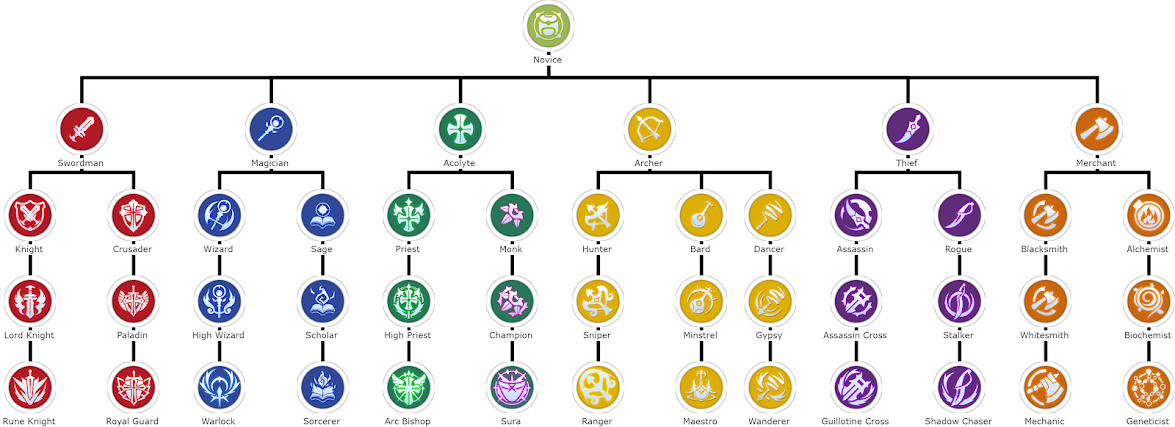 Novice
Swordman Magician Acolyte Archer Thief Merchant
Knight Crusader Wizard Sage Priest Monk Hunter Bard Dancer Assassin Rogue Blacksmith Alchemist
Lord Knight Paladin High Wizard Scholar High Priest Champion Sniper Minstrel Gypsy Assassin Cross Stalker Whitesmith Biochemist
Rune Knight Royal Guard Warlock Sorcerer Arc Bishop Sura Ranger Maestro Wanderer Guillotine Cross Shadow Chaser Mechanic Geneticist